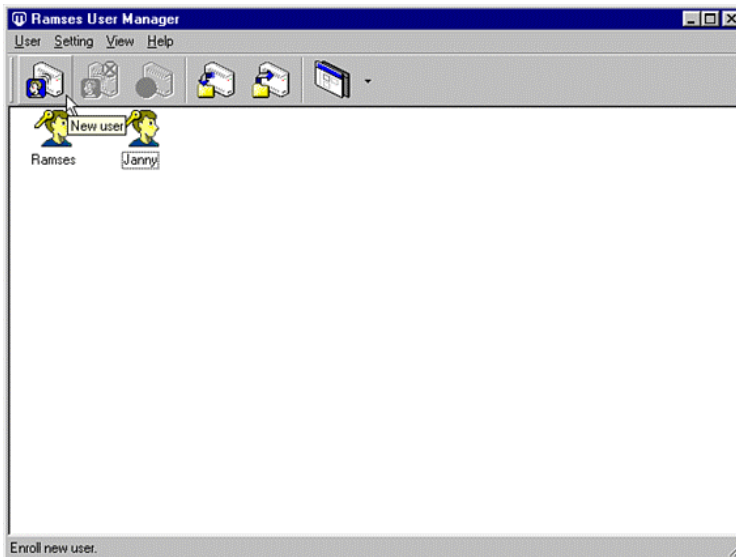 Ramses User Manager
User Setting View Help
New user
Ramses Janny
Enroll new user.